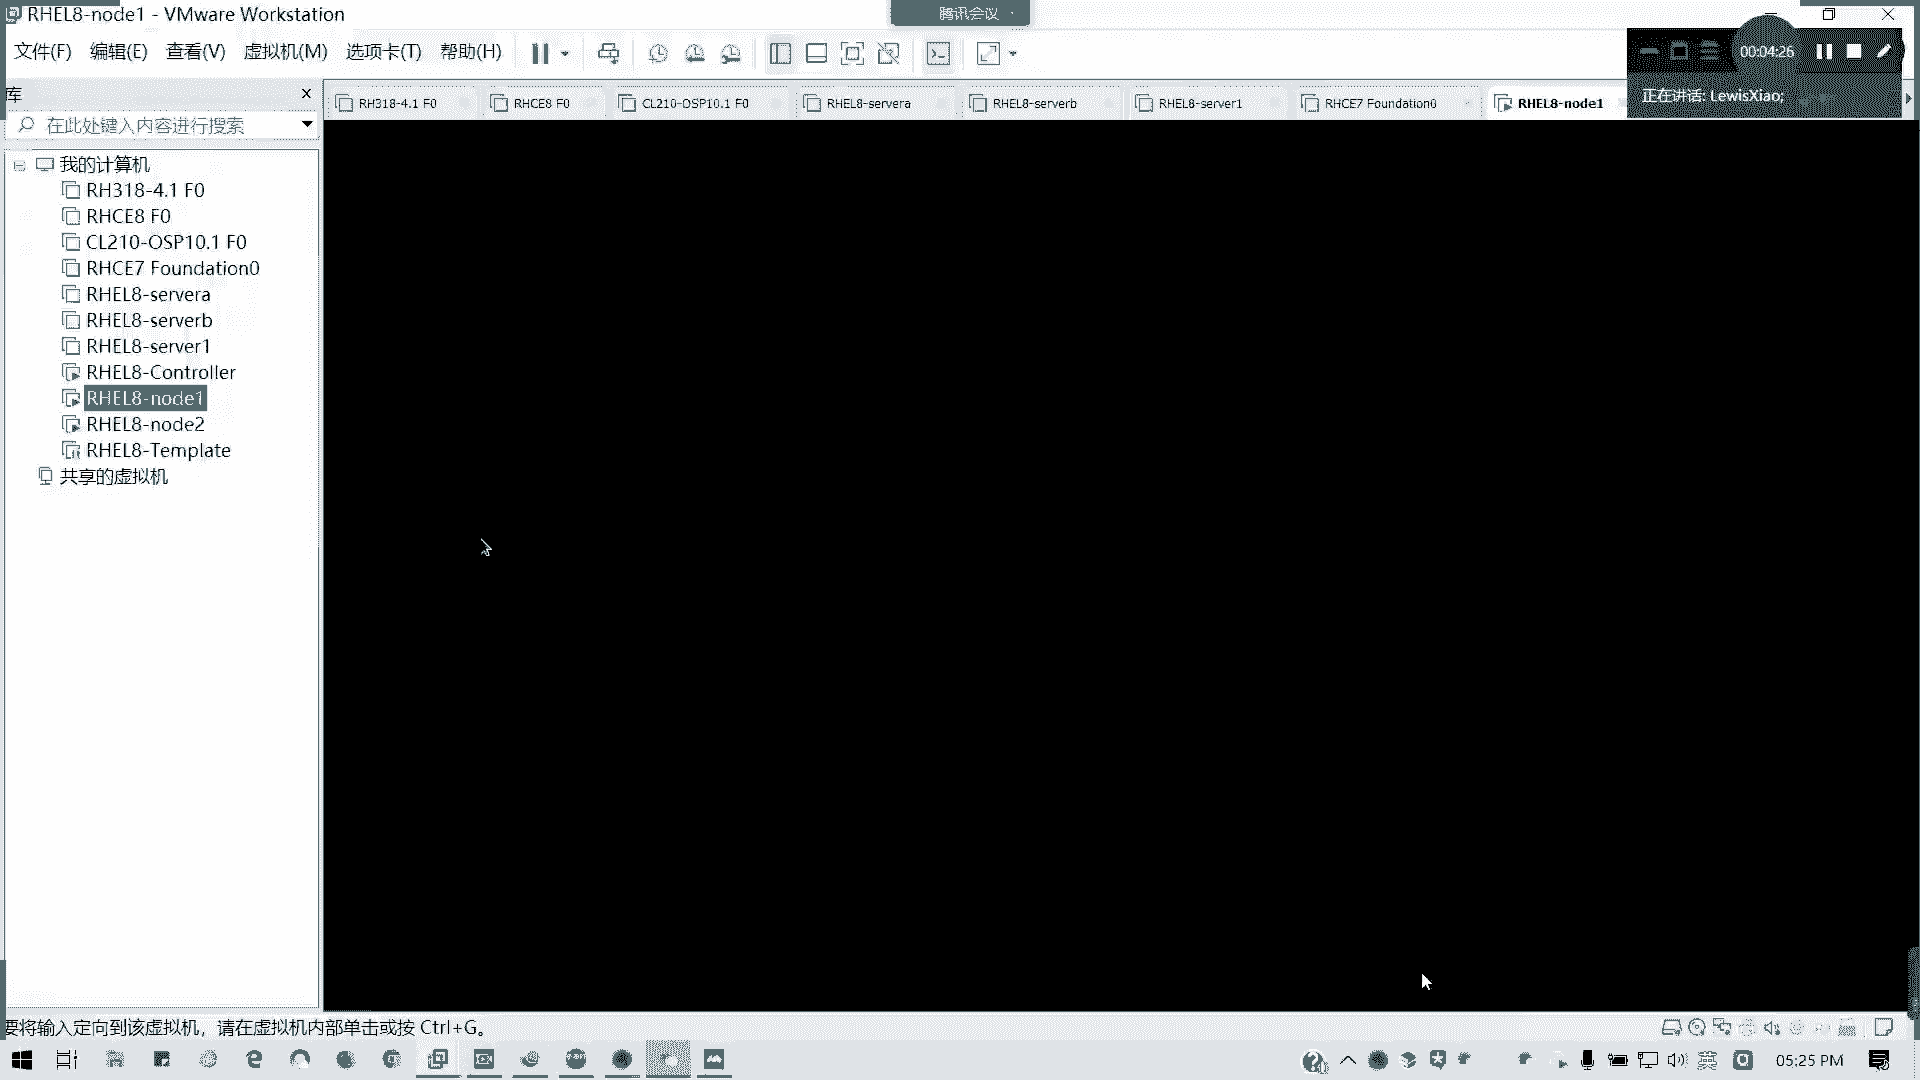 RHEL8-node1 - VMware Workstation
腾讯会议
文件(F) 编辑(E) 查看(V) 虚拟机(M) 选项卡(T) 帮助(H)
00:04:26
正在讲话: LewisXiao;
库
在此处键入内容进行搜索
RH318-4.1 F0
RHCE8 F0
CL210-OSP10.1 F0
RHEL8-servera
RHEL8-serverb
RHEL8-server1
RHCE7 Foundation0
RHEL8-node1
我的计算机
RH318-4.1 F0
RHCE8 F0
CL210-OSP10.1 F0
RHCE7 Foundation0
RHEL8-servera
RHEL8-serverb
RHEL8-server1
RHEL8-Controller
RHEL8-node1
RHEL8-node2
RHEL8-Template
共享的虚拟机
要将输入定向到该虚拟机，请在虚拟机内部单击或按 Ctrl+G。
英
05:25 PM